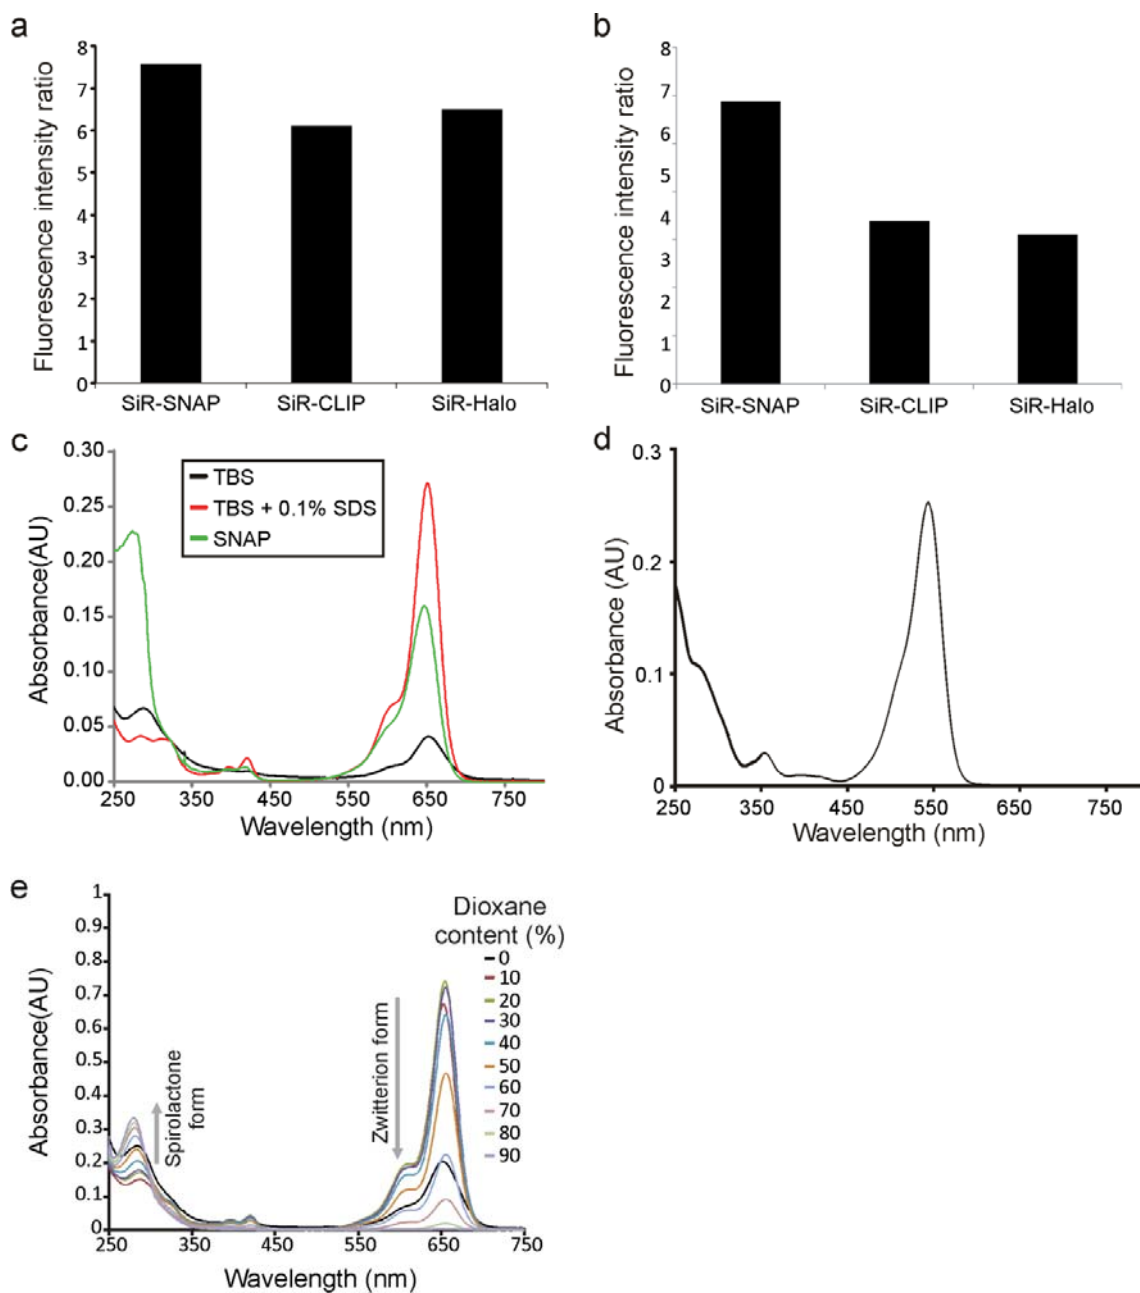 a
Fluorescence intensity ratio
8
7
6
5
4
3
2
1
0
SiR-SNAP SiR-CLIP SiR-Halo
b
Fluorescence intensity ratio
8
7
6
5
4
4
3
2
1
0
SiR-SNAP SiR-CLIP SiR-Halo
c
Absorbance(AU)
0.30
0.25
0.20
0.15
0.10
0.05
0.00
TBS
TBS + 0.1% SDS
SNAP
250 350 450 550 650 750
Wavelength (nm)
d
Absorbance (AU)
0.3
0.2
0.1
0
250 350 450 550 650 750
Wavelength (nm)
e
Absorbance(AU)
1
0.9
0.8
0.7
0.6
0.5
0.4
0.3
0.2
0.1
0
Spirolactone
form
Zwitterion form
Dioxane
content (%)
0
10
20
30
40
50
60
70
80
90
250 350 450 550 650 750
Wavelength (nm)